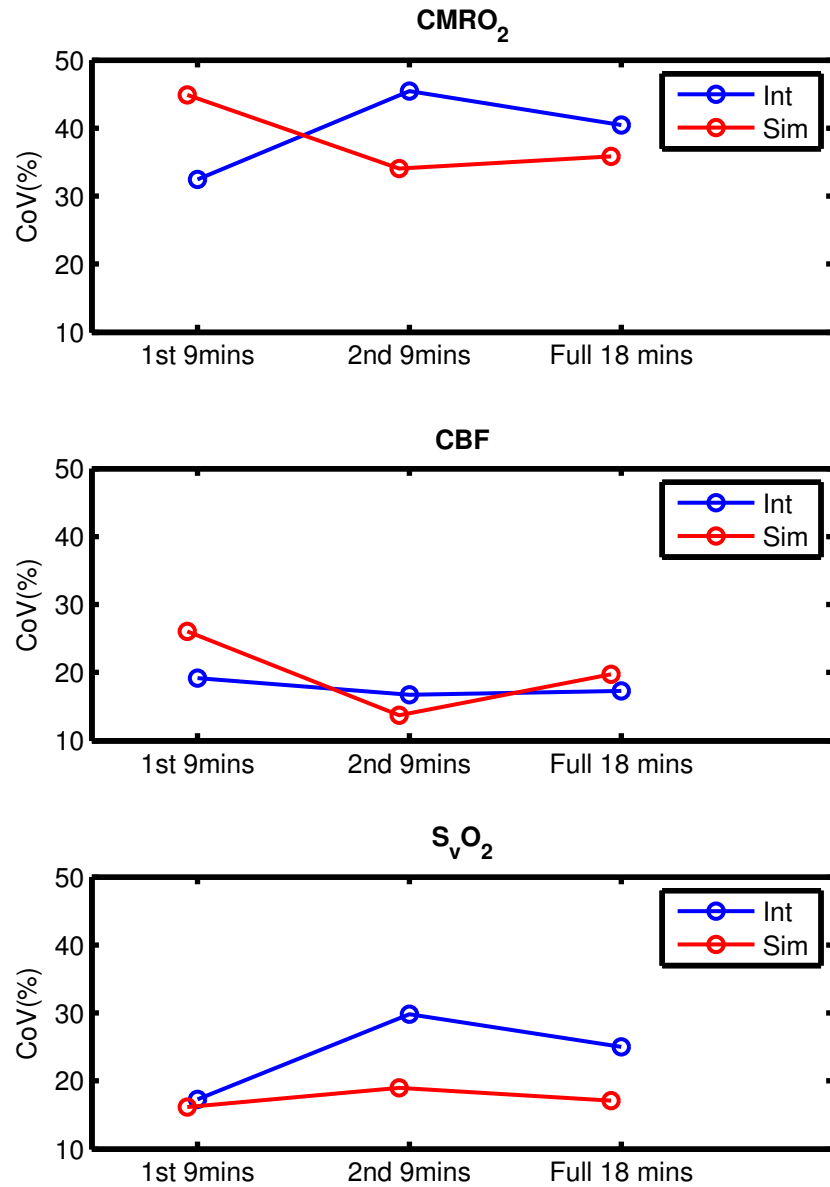 CMRO2
50
40
30
20
10
CoV(%)
Int
Sim
1st 9mins
2nd 9mins
Full 18 mins
CBF
50
40
30
20
10
CoV(%)
Int
Sim
1st 9mins
2nd 9mins
Full 18 mins
SvO2
50
40
30
20
10
CoV(%)
Int
Sim
1st 9mins
2nd 9mins
Full 18 mins